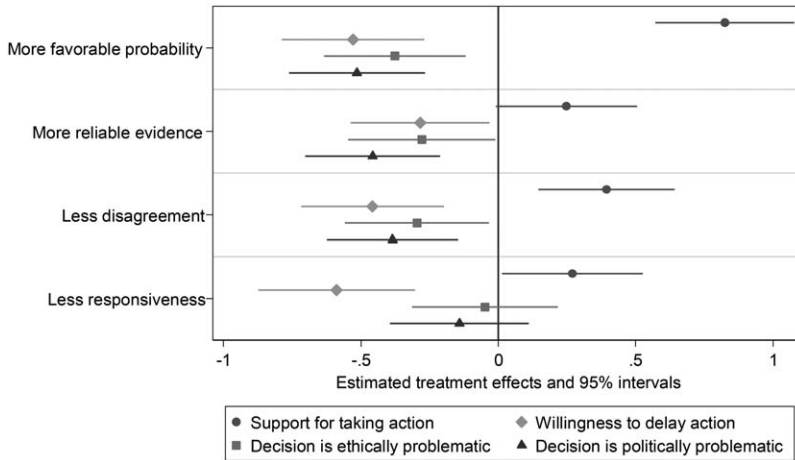 More favorable probability
More reliable evidence
Less disagreement
Less responsiveness
-1 -.5 0 .5 1
Estimated treatment effects and 95% intervals
Support for taking action Willingness to delay action
Decision is ethically problematic Decision is politically problematic